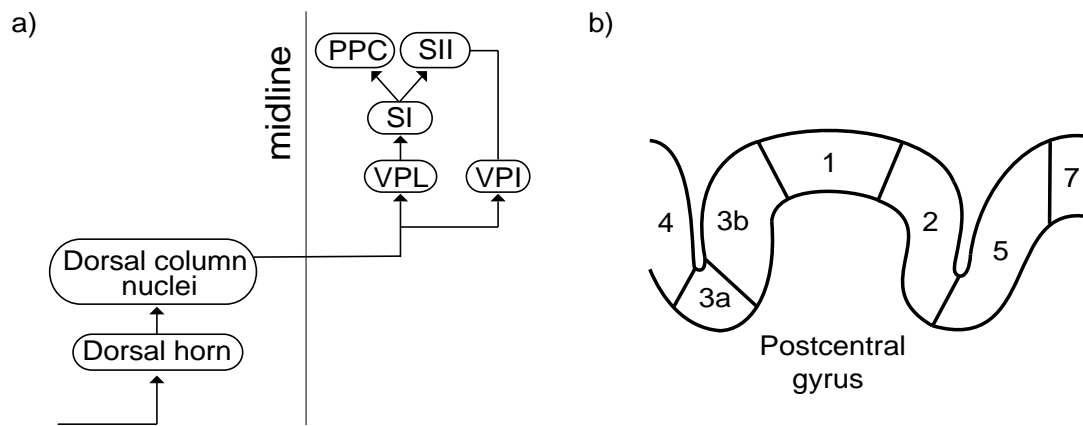 a)
midline
PPC
SII
SI
VPL
VPI
Dorsal column
nuclei
Dorsal horn
b)
4
3b
3a
1
2
5
7
Postcentral
gyrus